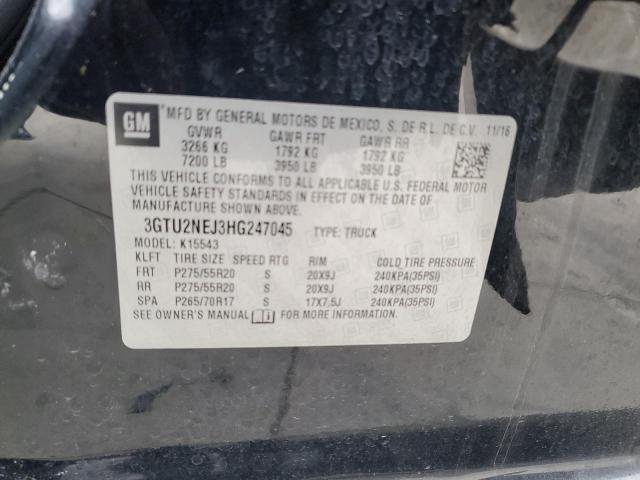 GM
*MFD BY GENERAL MOTORS DE MEXICO, S. DE R.L. DE C.V. 11/16
GVWR GAWR FRT GAWR RR
3266 KG 1792 KG 1792 KG
7200 LB 3950 LB 3950 LB
THIS VEHICLE CONFORMS TO ALL APPLICABLE U.S. FEDERAL MOTOR
VEHICLE SAFETY STANDARDS IN EFFECT ON THE DATE OF
MANUFACTURE SHOWN ABOVE.
3GTU2NEJ3HG247045 TYPE: TRUCK
MODEL: K15543
KLFT TIRE SIZE SPEED RTG RIM COLD TIRE PRESSURE
FRT P275/55R20 S 20X9J 240KPA(35PSI)
RR P275/55R20 S 20X9J 240KPA(35PSI)
SPA P265/70R17 S 17X7.5J 240KPA(35PSI)
SEE OWNER'S MANUAL FOR MORE INFORMATION.